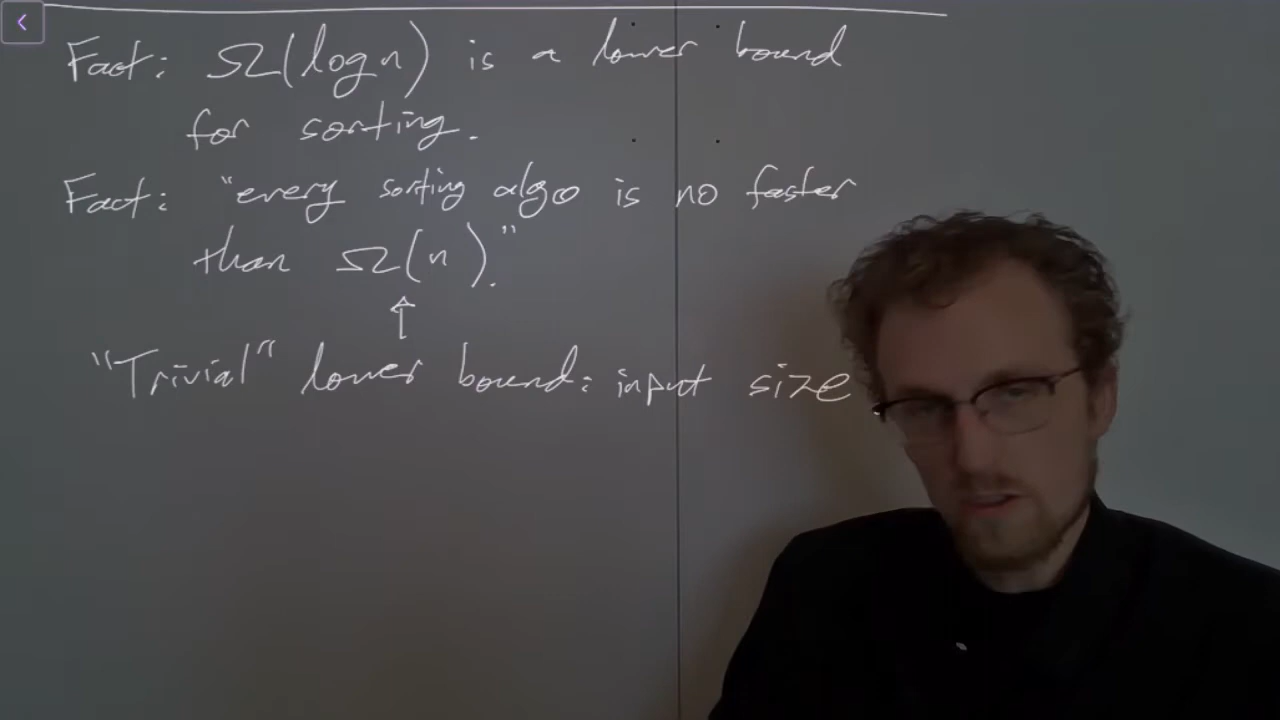 Fact: Ω(log n) is a lower bound
for sorting.
Fact: "every sorting algo is no faster
than Ω(n)."
↑
"Trivial" lower bound: input size